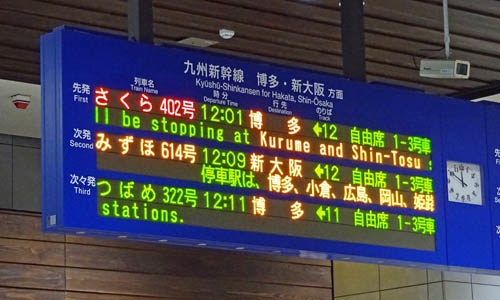 九州新幹線 博多・新大阪 方面
Kyūshū-Shinkansen for Hakata, Shin-Ōsaka
列車名 時分 行先 のりば
Train Name Departure Time Destination Track
先発 First さくら 402号 12:01 博多 ←12 自由席 1-3号車
ll be stopping at Kurume and Shin-Tosu s
次発 Second みずほ 614号 12:09 新大阪 ←12 自由席 1-3号車
停車駅は、博多、小倉、広島、岡山、姫路
次々発 Third つばめ 322号 12:11 博多 ←11 自由席 1-3号車
stations.